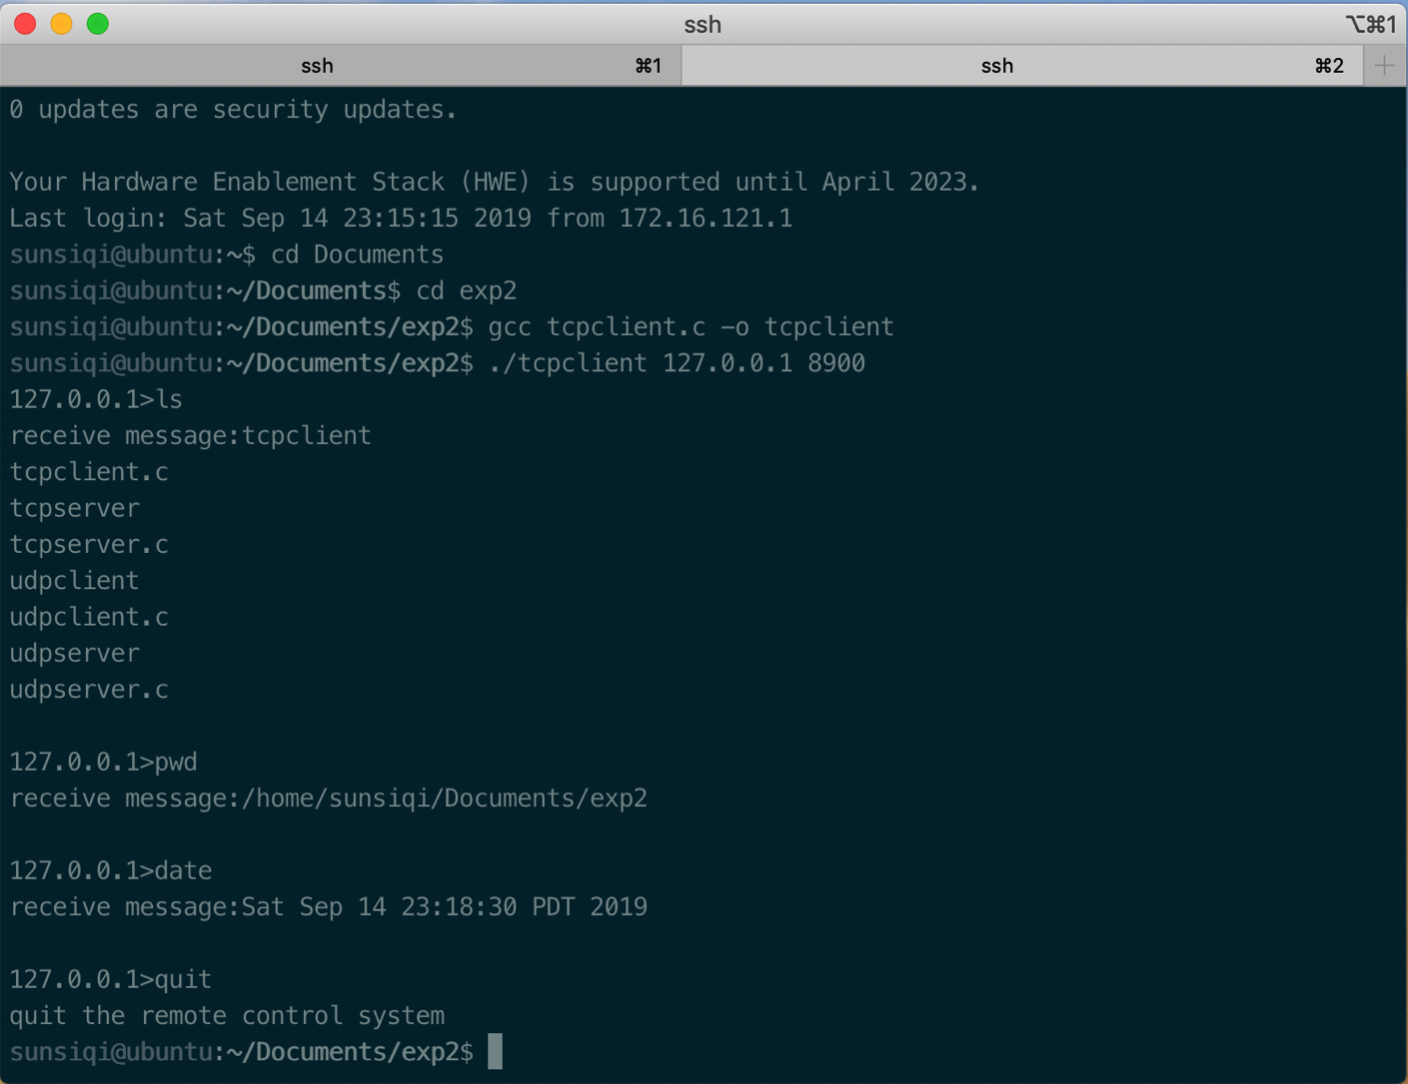 ssh ⌥⌘1
ssh ⌘1 ssh ⌘2 +
0 updates are security updates.
Your Hardware Enablement Stack (HWE) is supported until April 2023.
Last login: Sat Sep 14 23:15:15 2019 from 172.16.121.1
sunsiqi@ubuntu:~$ cd Documents
sunsiqi@ubuntu:~/Documents$ cd exp2
sunsiqi@ubuntu:~/Documents/exp2$ gcc tcpclient.c -o tcpclient
sunsiqi@ubuntu:~/Documents/exp2$ ./tcpclient 127.0.0.1 8900
127.0.0.1>ls
receive message:tcpclient
tcpclient.c
tcpserver
tcpserver.c
udpclient
udpclient.c
udpserver
udpserver.c
127.0.0.1>pwd
receive message:/home/sunsiqi/Documents/exp2
127.0.0.1>date
receive message:Sat Sep 14 23:18:30 PDT 2019
127.0.0.1>quit
quit the remote control system
sunsiqi@ubuntu:~/Documents/exp2$